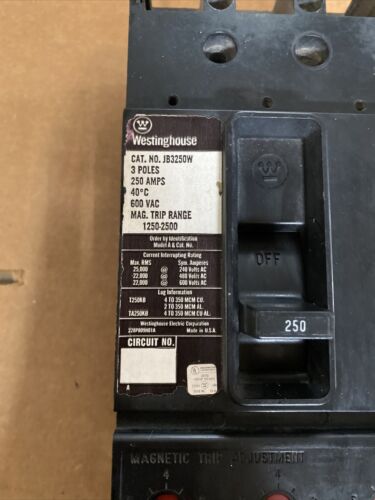 Westinghouse
CAT. NO. JB3250W
3 POLES
250 AMPS
40°C
600 VAC
MAG. TRIP RANGE
1250-2500
Order by Identification
Model A & Cat. No.
Current Interrupting Rating
Max. RMS Sym. Amperes
25,000 @ 240 Volts AC
22,000 @ 480 Volts AC
22,000 @ 600 Volts AC
Lug Information
T250KB 4 TO 350 MCM CU.
2 TO 350 MCM AL.
TA250KB 4 TO 350 MCM CU-AL.
Westinghouse Electric Corporation
Made in U.S.A.
CIRCUIT NO.
A
OFF
250
MAGNETIC TRIP ADJUSTMENT
4 4